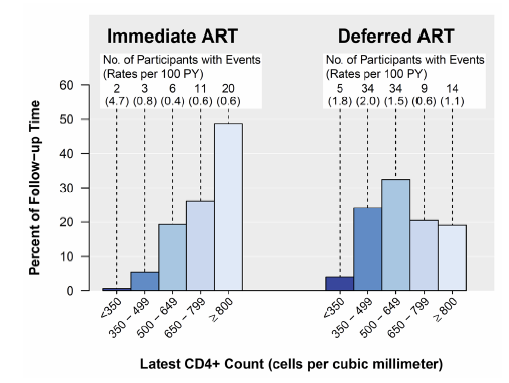 Immediate ART
Deferred ART
No. of Participants with Events
(Rates per 100 PY)
2 3 6 11 20
(4.7) (0.8) (0.4) (0.6) (0.6)
No. of Participants with Events
(Rates per 100 PY)
5 34 34 9 14
(1.8) (2.0) (1.5) (0.6) (1.1)
Percent of Follow−up Time
60
50
40
30
20
10
0
<350
350 − 499
500 − 649
650 − 799
≥ 800
<350
350 − 499
500 − 649
650 − 799
≥ 800
Latest CD4+ Count (cells per cubic millimeter)